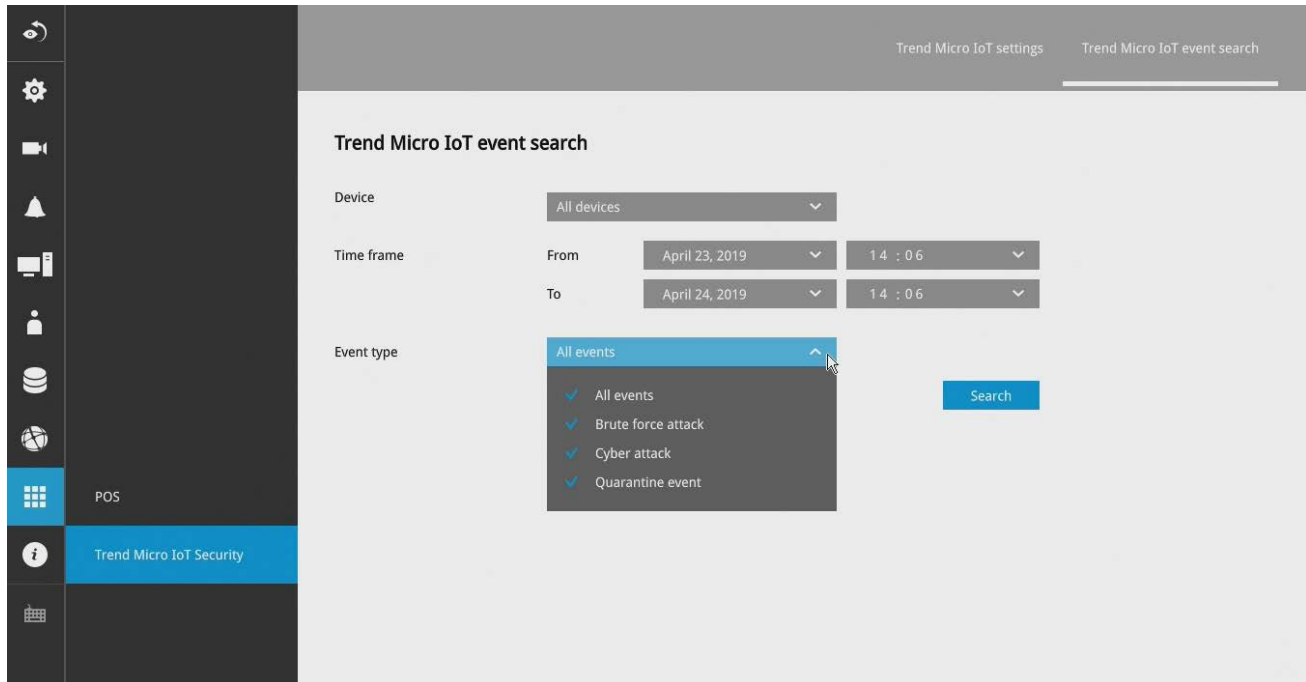 Trend Micro IoT settings Trend Micro IoT event search
Trend Micro IoT event search
Device All devices
Time frame From April 23, 2019 14 : 06
To April 24, 2019 14 : 06
Event type All events
All events
Search
Brute force attack
Cyber attack
Quarantine event
POS
Trend Micro IoT Security